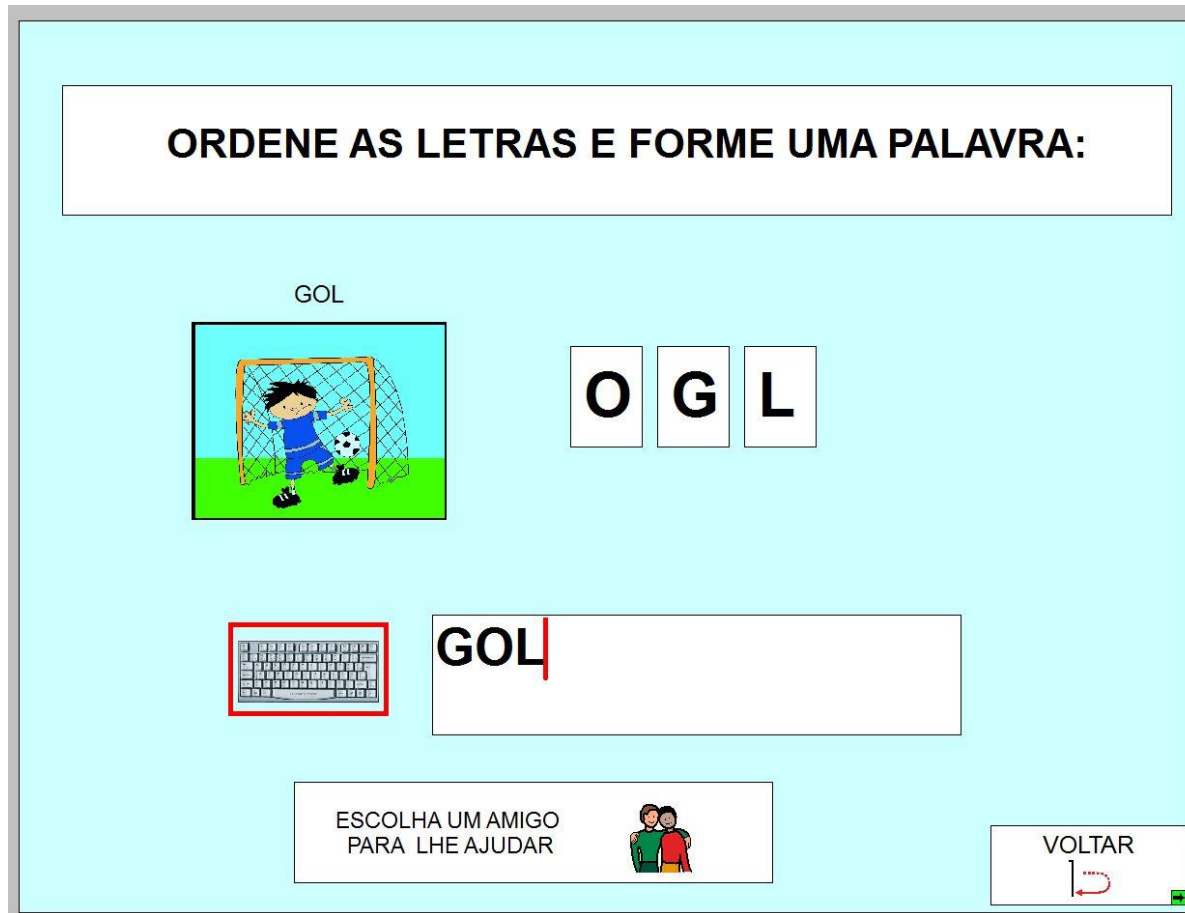 ORDENE AS LETRAS E FORME UMA PALAVRA:
GOL
O G L
GOL
ESCOLHA UM AMIGO
PARA LHE AJUDAR
VOLTAR